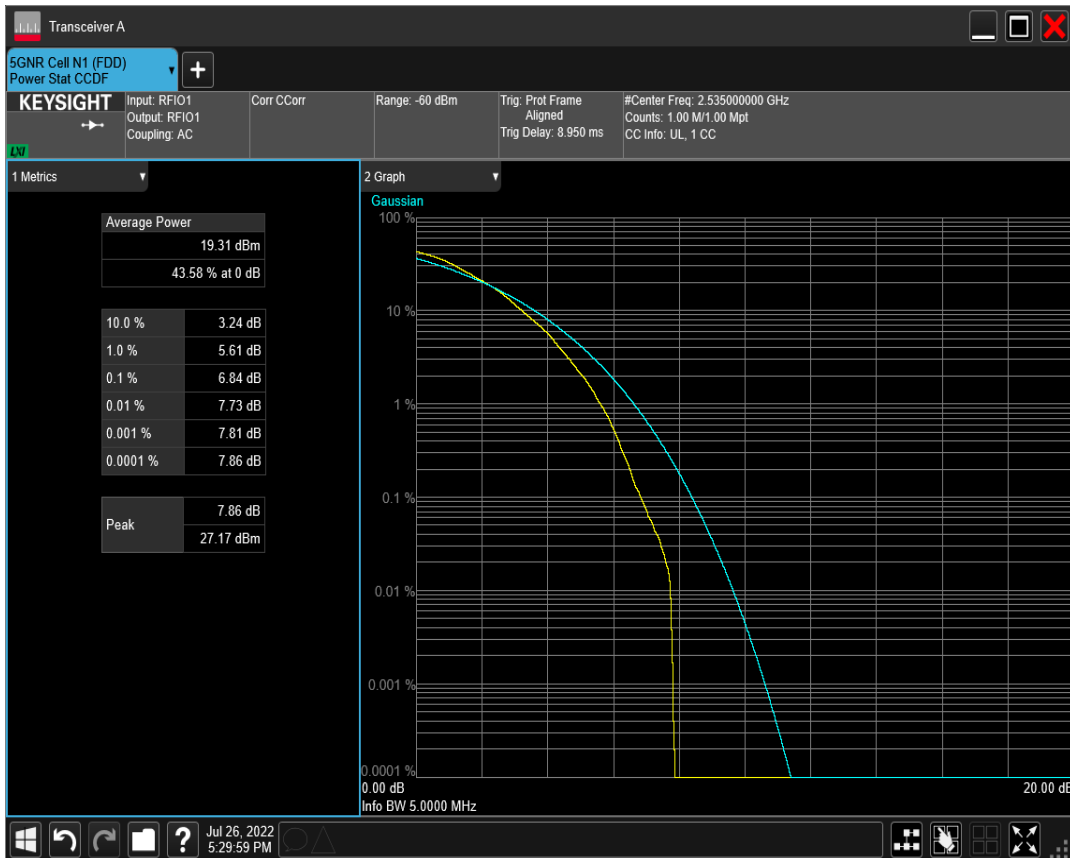 Transceiver A
5GNR Cell N1 (FDD)
Power Stat CCDF
+
KEYSIGHT
LXI
Input: RFIO1
Output: RFIO1
Coupling: AC
Corr CCorr
Range: -60 dBm
Trig: Prot Frame
Aligned
Trig Delay: 8.950 ms
#Center Freq: 2.535000000 GHz
Counts: 1.00 M/1.00 Mpt
CC Info: UL, 1 CC
1 Metrics
Average Power
19.31 dBm
43.58 % at 0 dB
10.0 % 3.24 dB
1.0 % 5.61 dB
0.1 % 6.84 dB
0.01 % 7.73 dB
0.001 % 7.81 dB
0.0001 % 7.86 dB
Peak
7.86 dB
27.17 dBm
2 Graph
Gaussian
100 %
10 %
1 %
0.1 %
0.01 %
0.001 %
0.0001 %
0.00 dB 20.00 dB
Info BW 5.0000 MHz
?
Jul 26, 2022
5:29:59 PM